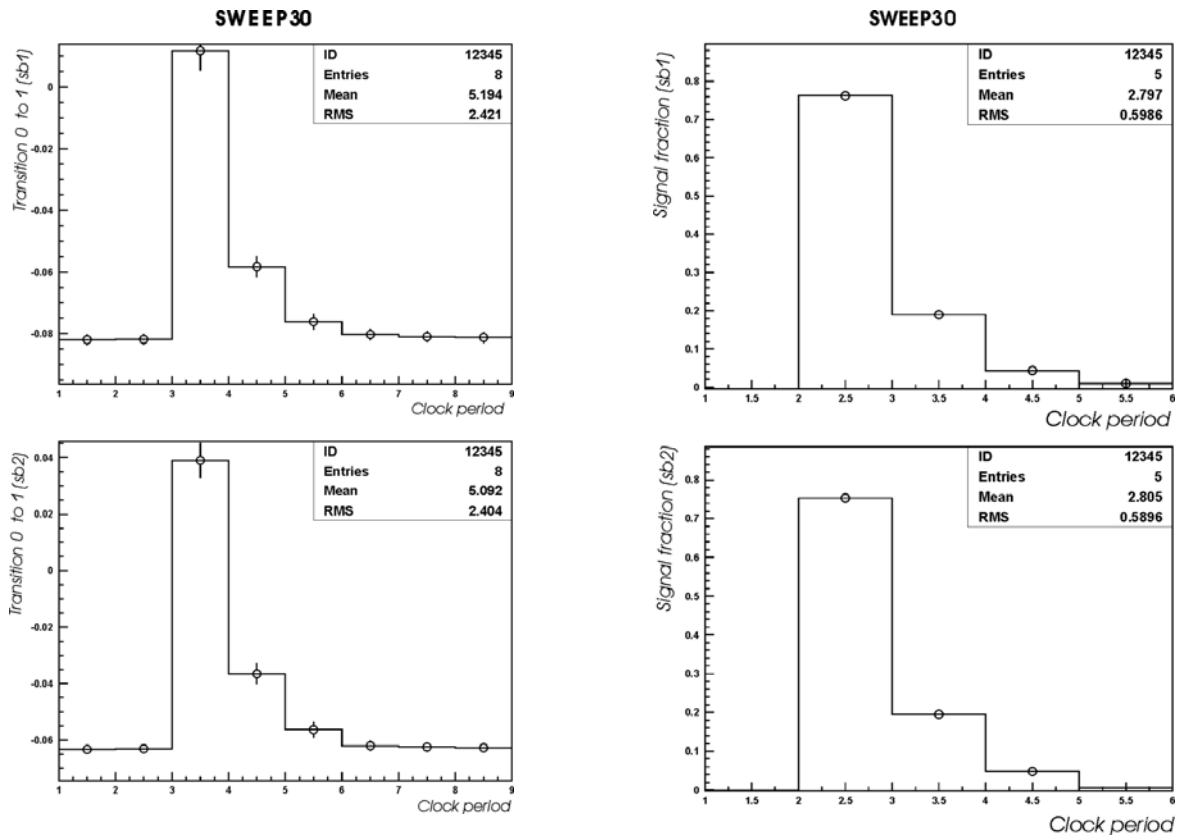 SWEEP30
Transition 0 to 1 (sb1)
ID 12345
Entries 8
Mean 5.194
RMS 2.421
0
-0.04
-0.06
-0.08
1 2 3 4 5 6 7 8 9
Clock period
SWEEP30
Signal fraction (sb1)
ID 12345
Entries 5
Mean 2.797
RMS 0.5986
0.8
0.7
0.6
0.5
0.4
0.3
0.2
0.1
0
1 1.5 2 2.5 3 3.5 4 4.5 5 5.5 6
Clock period
Transition 0 to 1 (sb2)
ID 12345
Entries 8
Mean 5.092
RMS 2.404
0.04
0.02
0
-0.02
-0.04
-0.06
1 2 3 4 5 6 7 8 9
Clock period
Signal fraction (sb2)
ID 12345
Entries 5
Mean 2.805
RMS 0.5896
0.8
0.7
0.6
0.5
0.4
0.3
0.2
0.1
0
1 1.5 2 2.5 3 3.5 4 4.5 5 5.5 6
Clock period